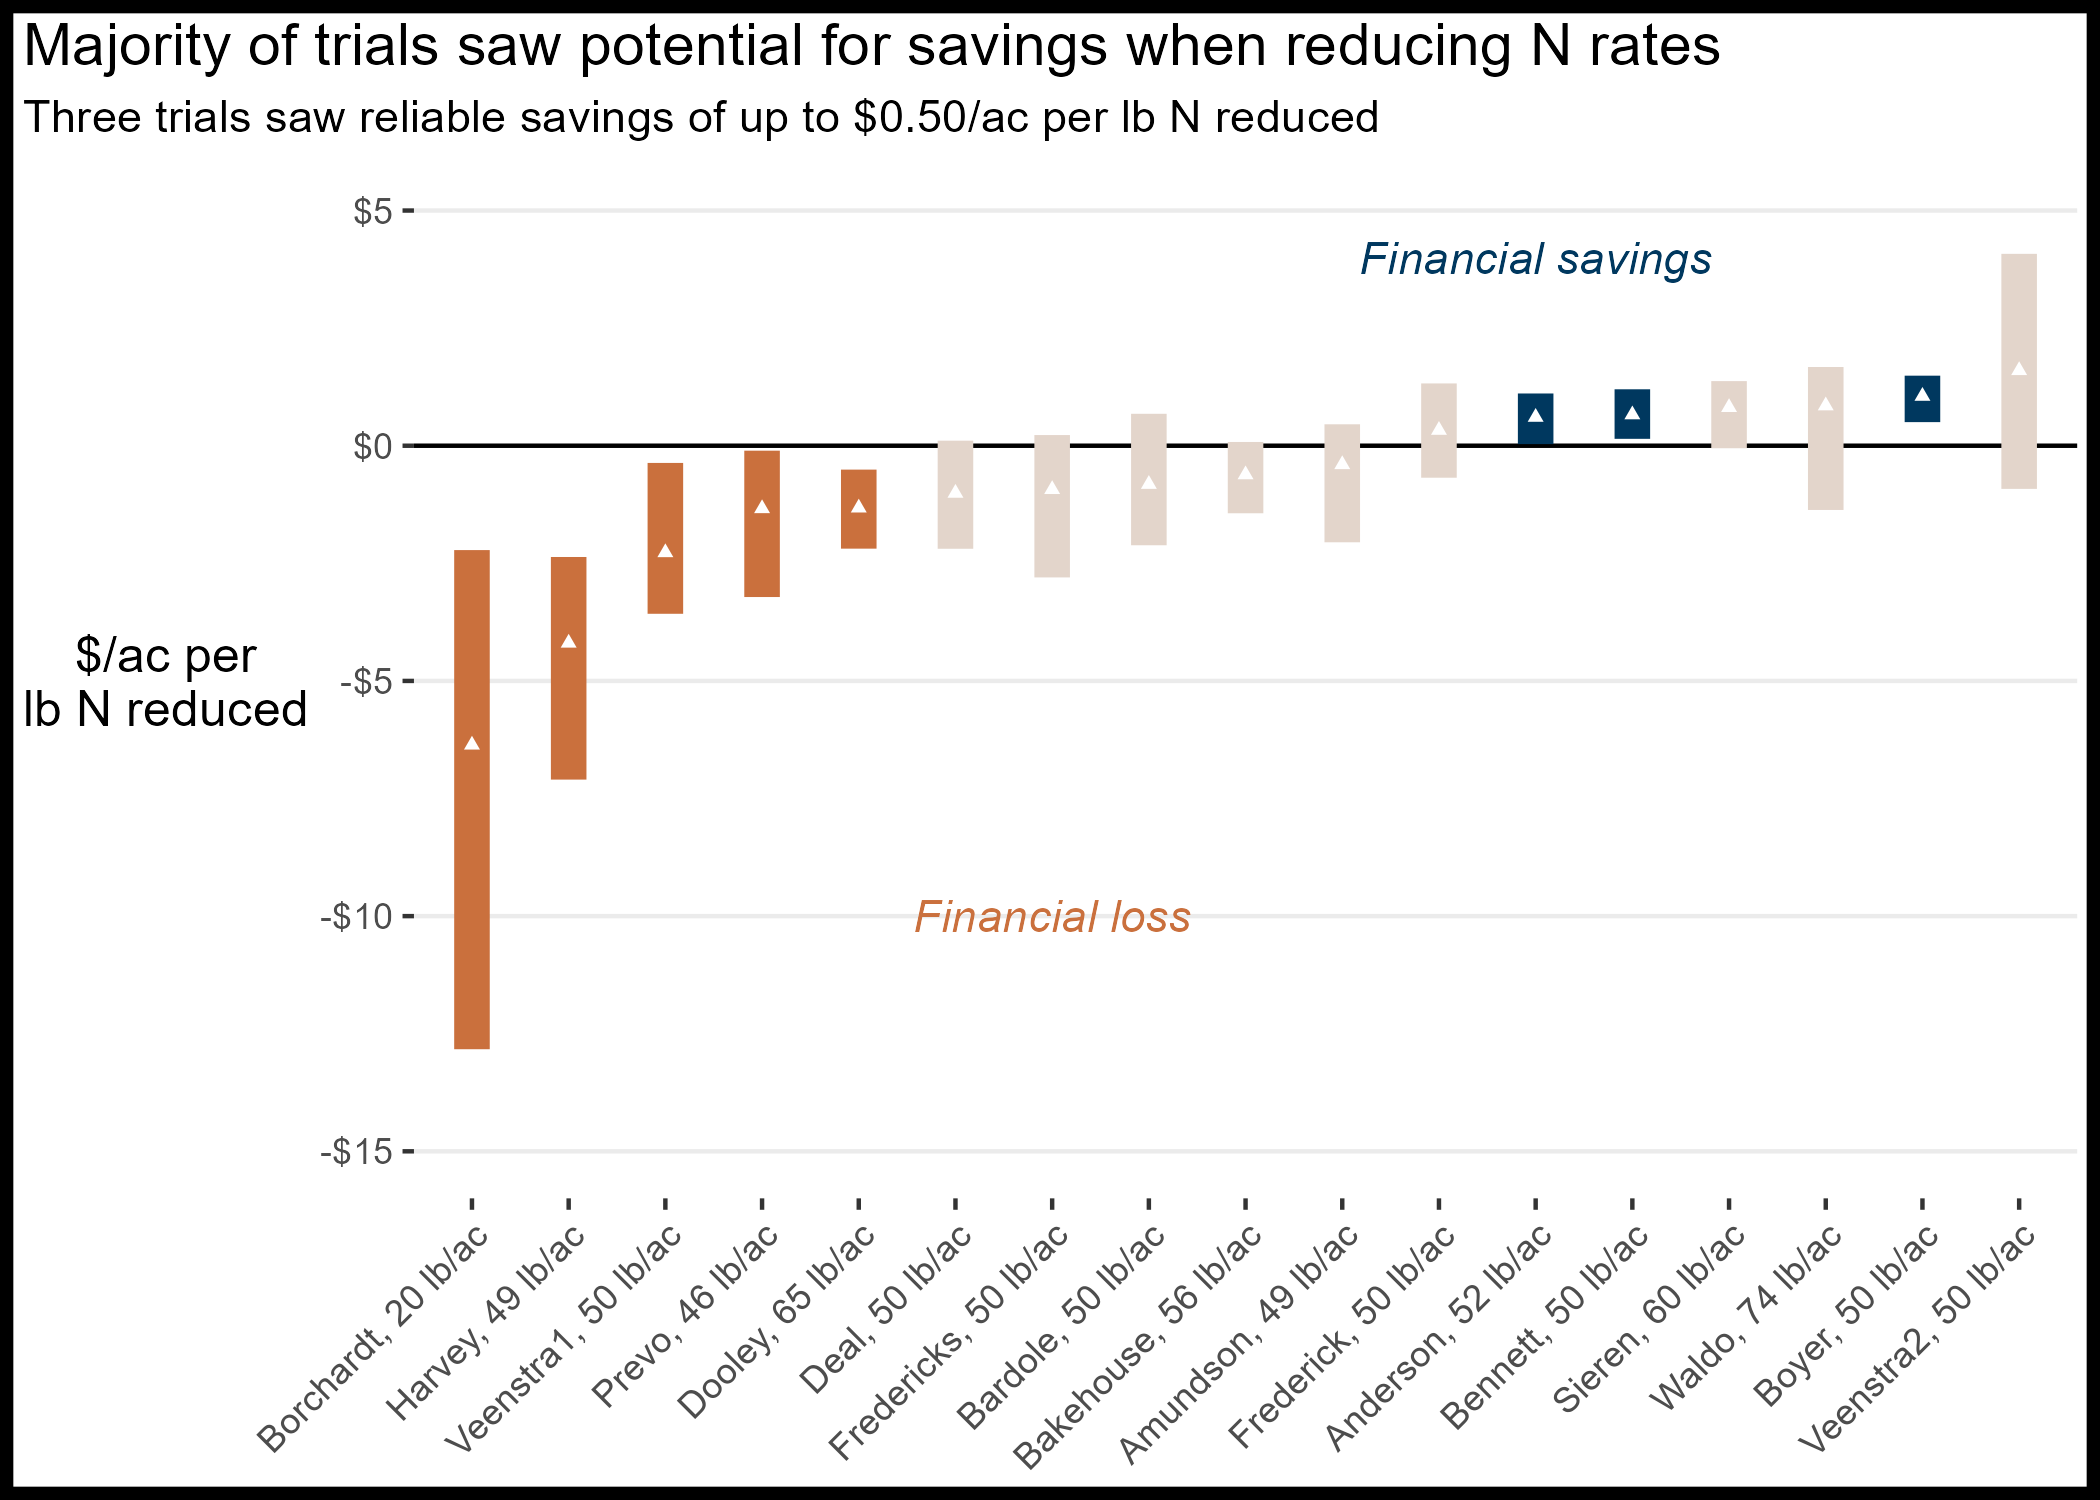 Majority of trials saw potential for savings when reducing N rates
Three trials saw reliable savings of up to $0.50/ac per lb N reduced
$5
Financial savings
$0
$/ac per
lb N reduced
-$5
-$10
Financial loss
-$15
Borchardt, 20 lb/ac
Harvey, 49 lb/ac
Veenstra1, 50 lb/ac
Prevo, 46 lb/ac
Dooley, 65 lb/ac
Deal, 50 lb/ac
Fredericks, 50 lb/ac
Bardole, 50 lb/ac
Bakehouse, 56 lb/ac
Amundson, 49 lb/ac
Frederick, 50 lb/ac
Anderson, 52 lb/ac
Bennett, 50 lb/ac
Sieren, 60 lb/ac
Waldo, 74 lb/ac
Boyer, 50 lb/ac
Veenstra2, 50 lb/ac